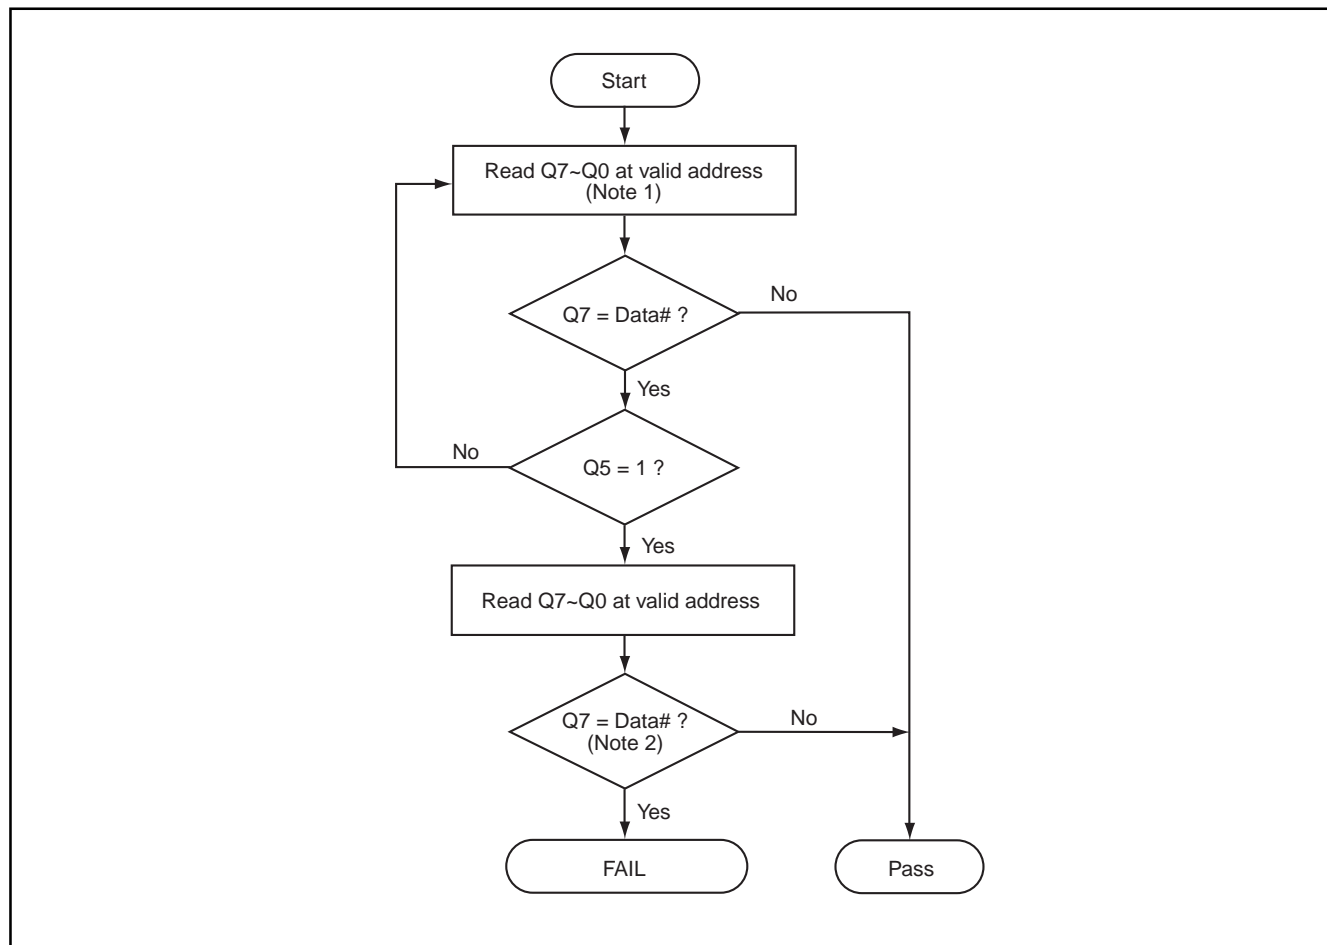 Start
Read Q7~Q0 at valid address
(Note 1)
Q7 = Data# ?
No
Yes
No
Q5 = 1 ?
Yes
Read Q7~Q0 at valid address
Q7 = Data# ?
(Note 2)
No
Yes
FAIL
Pass